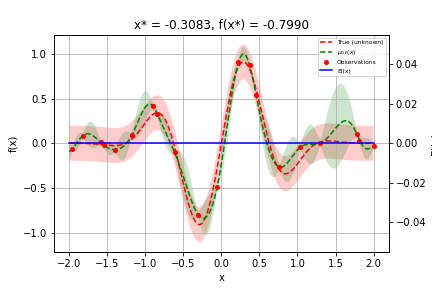 x* = -0.3083, f(x*) = -0.7990
True (unknown)
μ_GP(x)
Observations
EI(x)
1.0
0.5
0.0
−0.5
−1.0
f(x)
0.04
0.02
0.00
−0.02
−0.04
−2.0 −1.5 −1.0 −0.5 0.0 0.5 1.0 1.5 2.0
x